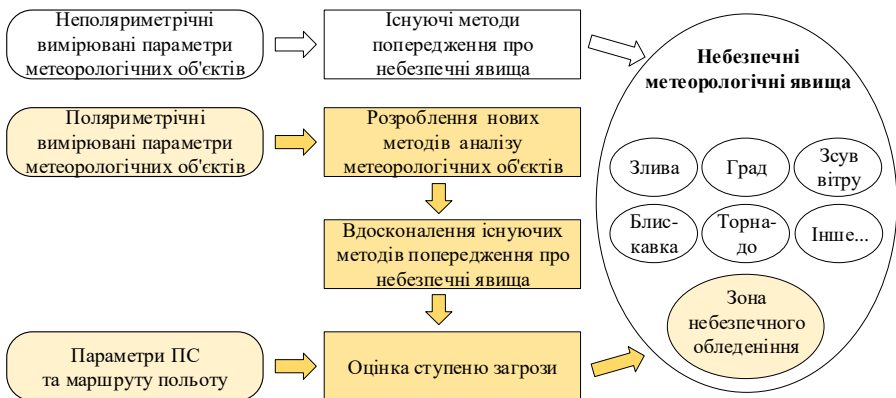 Неполяриметричні
вимірювані параметри
метеорологічних об'єктів
Існуючі методи
попередження про
небезпечні явища
Небезпечні
метеорологічні явища
Поляриметричні
вимірювані параметри
метеорологічних об'єктів
Розроблення нових
методів аналізу
метеорологічних об'єктів
Злива
Град
Зсув
вітру
Блис-
кавка
Торна-
до
Інше...
Вдосконалення існуючих
методів попередження про
небезпечні явища
Параметри ПС
та маршруту польоту
Оцінка ступеню загрози
Зона
небезпечного
обледеніння